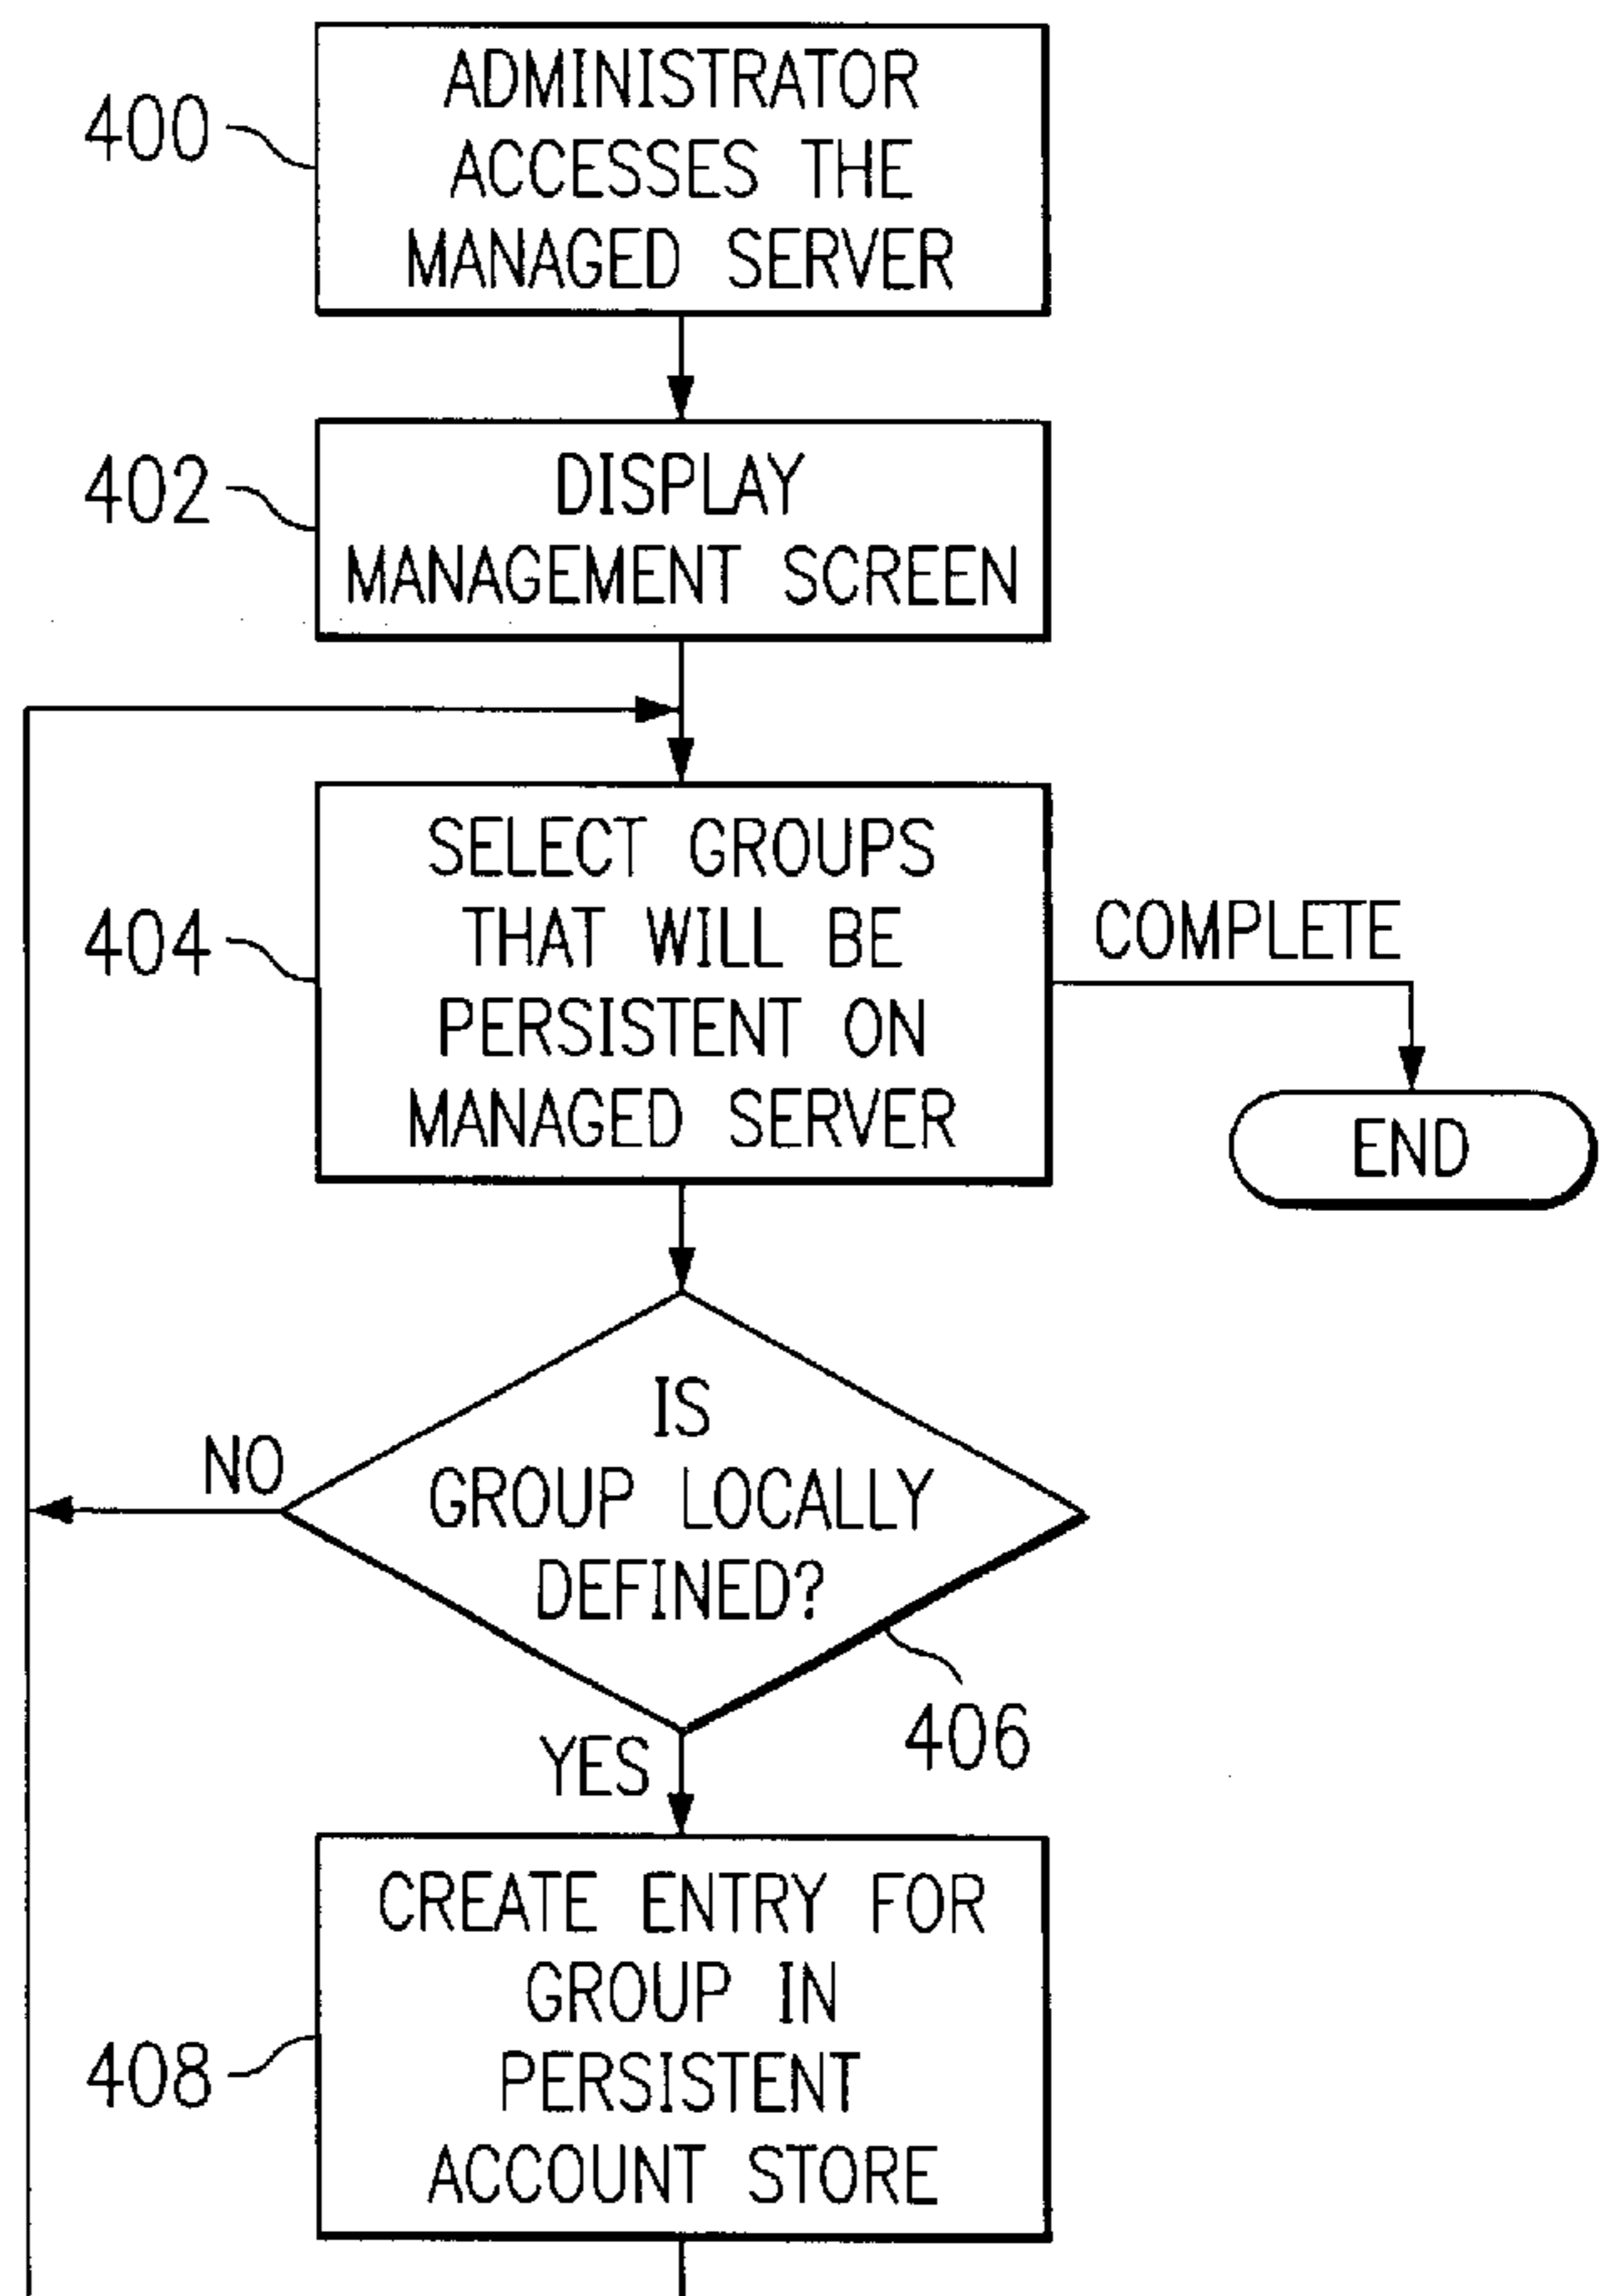 400
ADMINISTRATOR
ACCESSES THE
MANAGED SERVER
402
DISPLAY
MANAGEMENT SCREEN
404
SELECT GROUPS
THAT WILL BE
PERSISTENT ON
MANAGED SERVER
COMPLETE
END
IS
GROUP LOCALLY
DEFINED?
NO
406
YES
408
CREATE ENTRY FOR
GROUP IN
PERSISTENT
ACCOUNT STORE